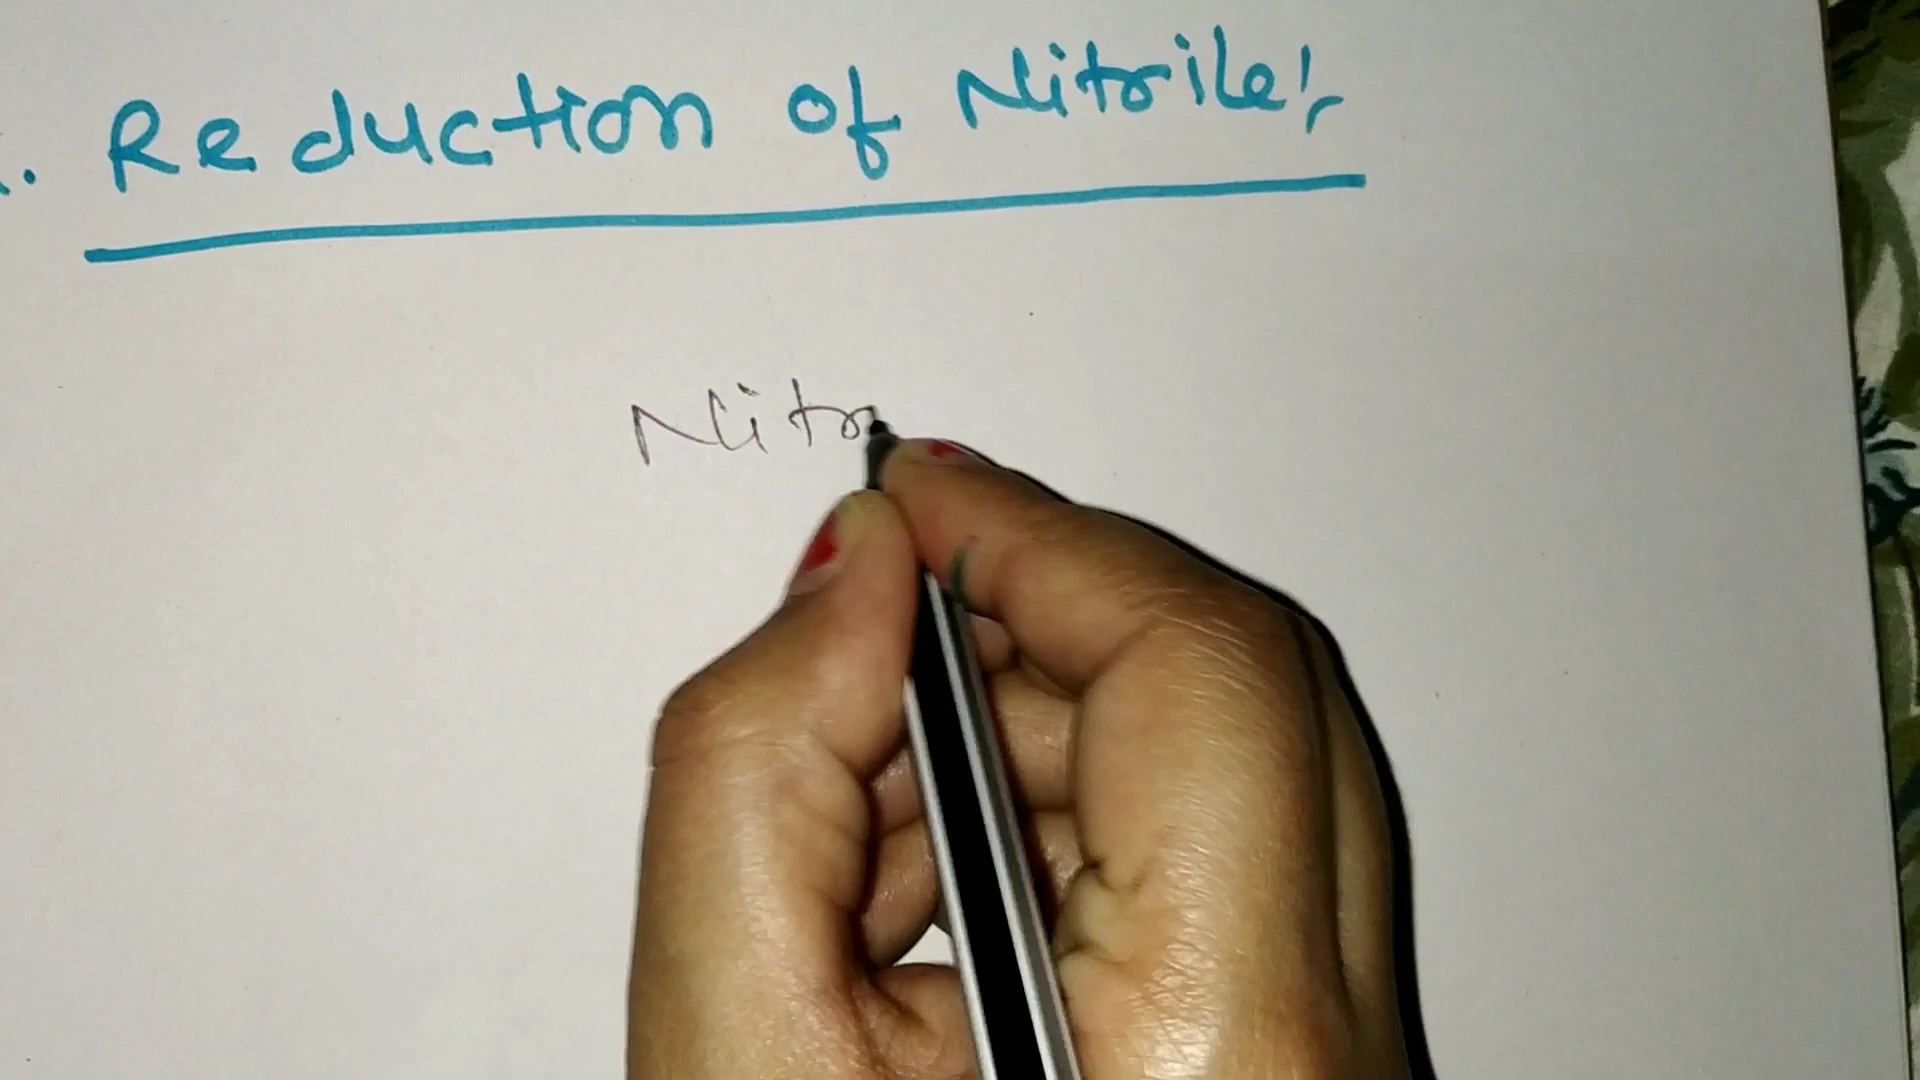 . Reduction of Nitrile:-
Nitr